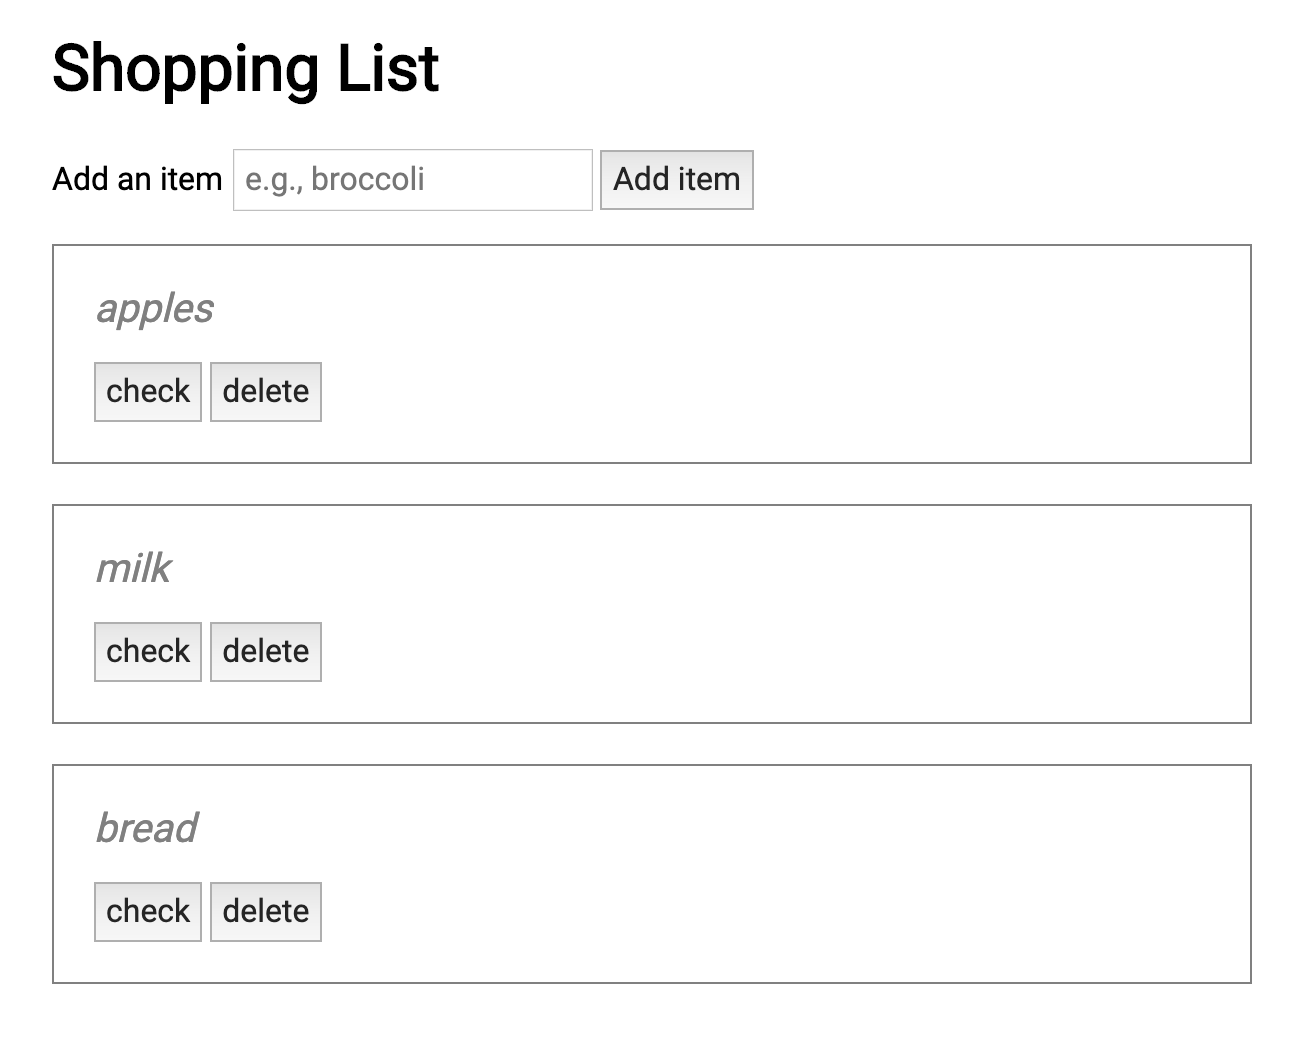 Shopping List
Add an item e.g., broccoli Add item
apples
check delete
milk
check delete
bread
check delete